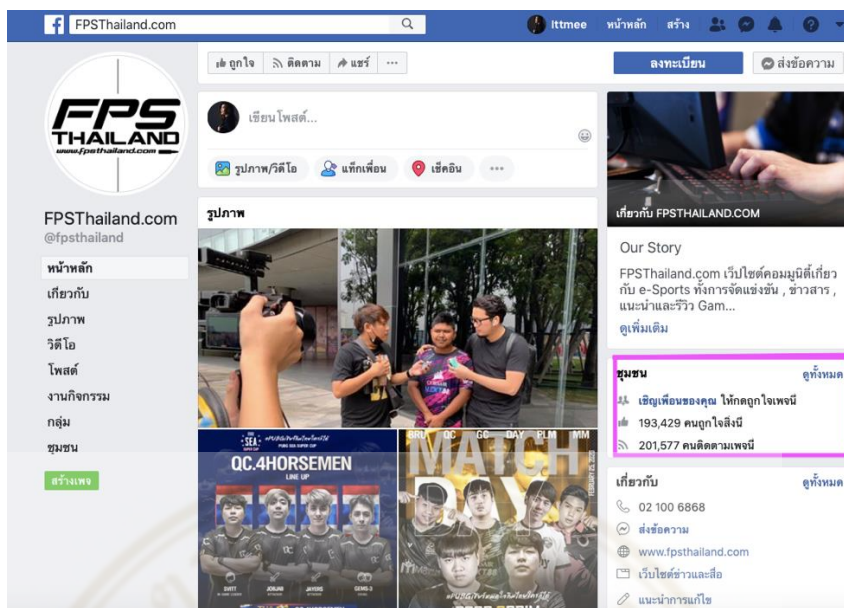 FPSThailand.com
Ittmee
หน้าหลัก
สร้าง
ถูกใจ
ติดตาม
แชร์
ลงทะเบียน
ส่งข้อความ
FPS
THAILAND
www.fpsthailand.com
FPSThailand.com
@fpsthailand
หน้าหลัก
เกี่ยวกับ
รูปภาพ
วิดีโอ
โพสต์
งานกิจกรรม
กลุ่ม
ชุมชน
สร้างเพจ
เขียนโพสต์...
รูปภาพ/วิดีโอ
แท็กเพื่อน
เช็คอิน
รูปภาพ
SEA
QC.4HORSEMEN
LINE UP
SVITT
JONJAR
JAYERS
GEMS-3
BRU QC GC DAY PLM MM
MATCH
DAY
FEBRUARY 25, 2020
เกี่ยวกับ FPSTHAILAND.COM
Our Story
FPSThailand.com เว็ปไซต์คอมมูนิตี้เกี่ยว
กับ e-Sports ทั้งการจัดแข่งขัน , ข่าวสาร ,
แนะนำและรีวิว Gam...
ดูเพิ่มเติม
ชุมชน
ดูทั้งหมด
เชิญเพื่อนของคุณ ให้กดถูกใจเพจนี้
193,429 คนถูกใจสิ่งนี้
201,577 คนติดตามเพจนี้
เกี่ยวกับ
ดูทั้งหมด
02 100 6868
ส่งข้อความ
www.fpsthailand.com
เว็บไซต์ข่าวและสื่อ
แนะนำการแก้ไข